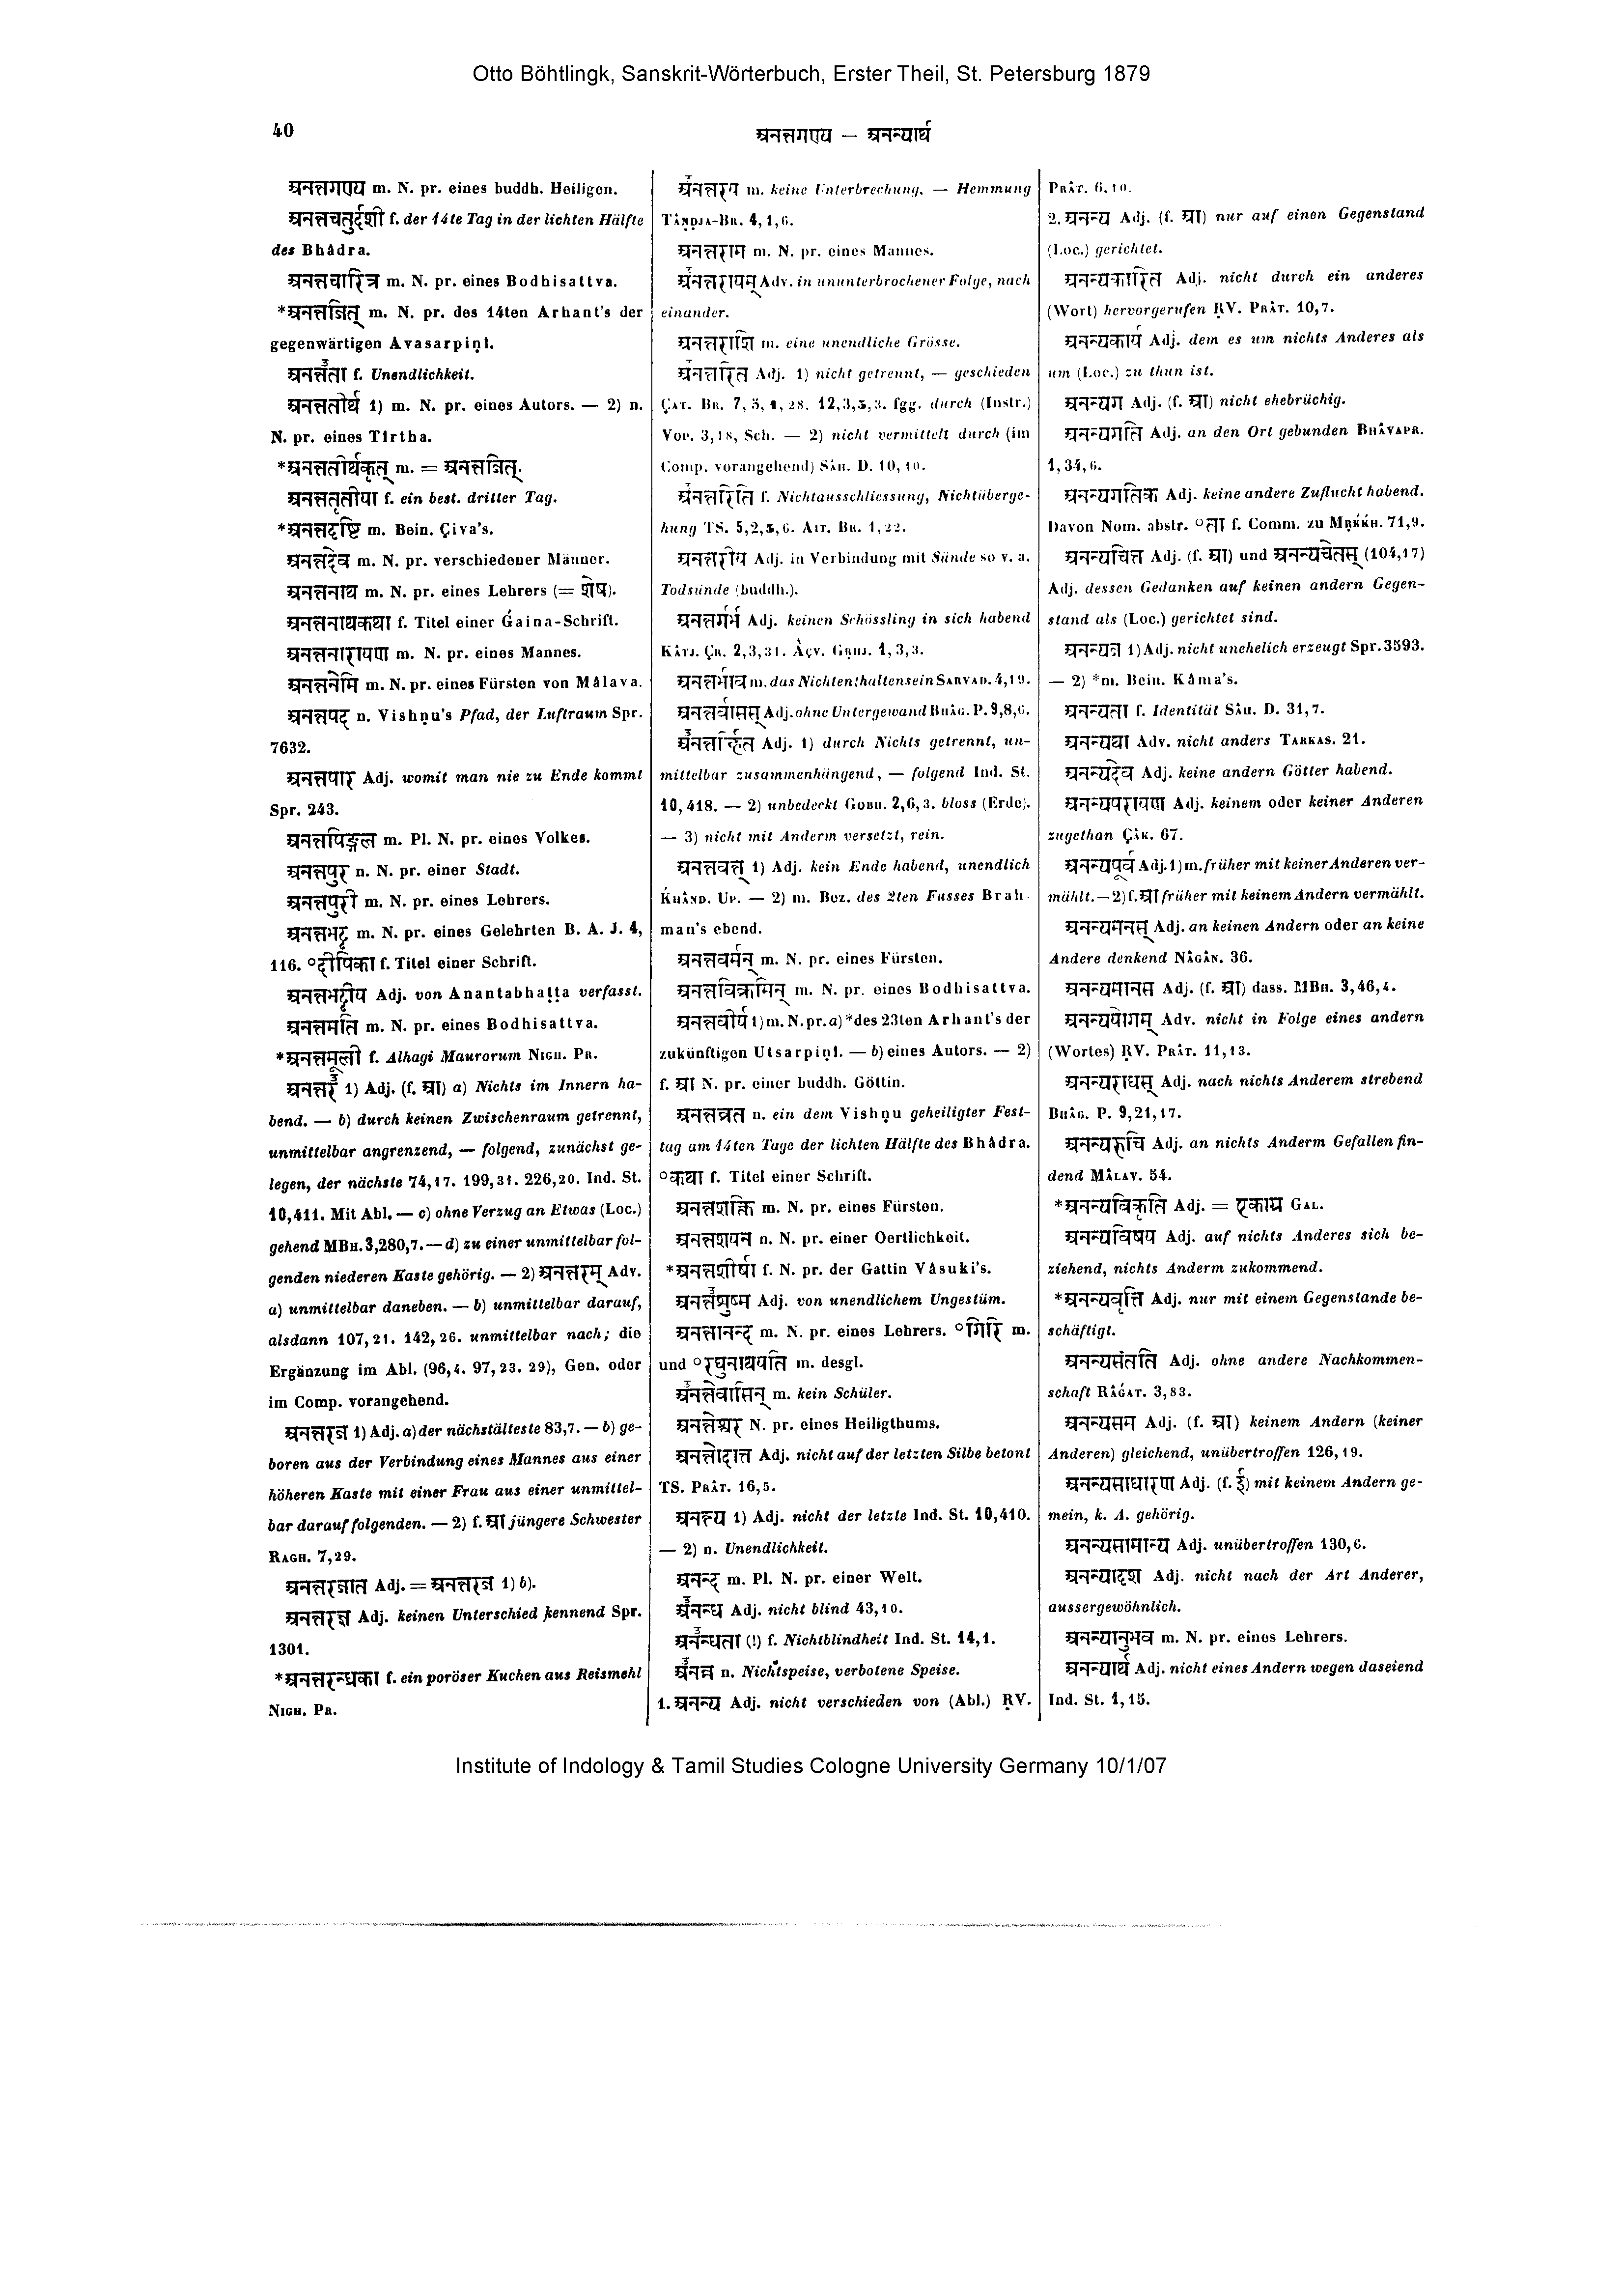 Otto Böhtlingk, Sanskrit-Wörterbuch, Erster Theil, St. Petersburg 1879
40
अनन्तगण्य — अनन्यार्थ
अनन्तगण्य m. N. pr. eines buddh. Heiligen.
अनन्तचतुर्दशी f. der 14te Tag in der lichten Hälfte
des Bhâdra.
अनन्तचारित्र m. N. pr. eines Bodhisattva.
*अनन्तजित् m. N. pr. des 14ten Arhant's der
gegenwärtigen Avasarpiṇî.
अनन्तता f. Unendlichkeit.
अनन्ततीर्थ 1) m. N. pr. eines Autors. — 2) n.
N. pr. eines Tîrtha.
*अनन्ततीर्थकृत् m. = अनन्तजित्.
अनन्ततृतीया f. ein best. dritter Tag.
*अनन्तदृष्टि m. Bein. Çiva's.
अनन्तदेव m. N. pr. verschiedener Männer.
अनन्तनाथ m. N. pr. eines Lehrers (= शेष).
अनन्तनाथकथा f. Titel einer Ǵaina-Schrift.
अनन्तनारायण m. N. pr. eines Mannes.
अनन्तनेमि m. N. pr. eines Fürsten von Mâlava.
अनन्तपद n. Vishṇu's Pfad, der Luftraum Spr.
7632.
अनन्तपार Adj. womit man nie zu Ende kommt
Spr. 243.
अनन्तपिङ्गल m. Pl. N. pr. eines Volkes.
अनन्तपुर n. N. pr. einer Stadt.
अनन्तपुरी m. N. pr. eines Lehrers.
अनन्तभट्ट m. N. pr. eines Gelehrten B. A. J. 4,
116. °दीपिका f. Titel einer Schrift.
अनन्तभट्टीय Adj. von Anantabhaṭṭa verfasst.
अनन्तमति m. N. pr. eines Bodhisattva.
*अनन्तमूली f. Alhagi Maurorum Nigh. Pr.
अनन्तर 1) Adj. (f. आ) a) Nichts im Innern ha-
bend. — b) durch keinen Zwischenraum getrennt,
unmittelbar angrenzend, — folgend, zunächst ge-
legen, der nächste 74,17. 199,31. 226,20. Ind. St.
10,411. Mit Abl. — c) ohne Verzug an Etwas (Loc.)
gehend MBh. 3,280,7. — d) zu einer unmittelbar fol-
genden niederen Kaste gehörig. — 2) अनन्तरम् Adv.
a) unmittelbar daneben. — b) unmittelbar darauf,
alsdann 107,21. 142,26. unmittelbar nach; die
Ergänzung im Abl. (96,4. 97,23. 29), Gen. oder
im Comp. vorangehend.
अनन्तरज 1) Adj. a) der nächstälteste 83,7. — b) ge-
boren aus der Verbindung eines Mannes aus einer
höheren Kaste mit einer Frau aus einer unmittel-
bar darauf folgenden. — 2) f. आ jüngere Schwester
Ragh. 7,29.
अनन्तरजात Adj. = अनन्तरज 1) b).
अनन्तरज्ञ Adj. keinen Unterschied kennend Spr.
1301.
*अनन्तरन्ध्रका f. ein poröser Kuchen aus Reismehl
Nigh. Pr.
अनन्तरय m. keine Unterbrechung. — Hemmung
Tâṇḍja-Br. 4,1,6.
अनन्तराम m. N. pr. eines Mannes.
अनन्तरायम् Adv. in ununterbrochener Folge, nach
einander.
अनन्तराशि m. eine unendliche Grösse.
अनन्तरित Adj. 1) nicht getrennt, — geschieden
Çat. Br. 7,5,1,28. 12,3,5,3. fgg. durch (Instr.)
Vop. 3,18, Sch. — 2) nicht vermittelt durch (im
Comp. vorangehend) Sâh. D. 10,10.
अनन्तरिति f. Nichtausschliessung, Nichtüberge-
hung TS. 5,2,5,6. Ait. Br. 1,22.
अनन्तरीय Adj. in Verbindung mit Sünde so v. a.
Todsünde (buddh.).
अनन्तर्गर्भ Adj. keinen Schössling in sich habend
Kâtj. Çr. 2,3,31. Âçv. Gṛhj. 1,3,3.
अनन्तर्भाव m. das Nichtenthaltensein Sarvad. 4,19.
अनन्तर्वासस् Adj. ohne Untergewand Bhâg. P. 9,8,6.
अनन्तर्हित Adj. 1) durch Nichts getrennt, un-
mittelbar zusammenhängend, — folgend Ind. St.
10,418. — 2) unbedeckt Gobh. 2,6,3. bloss (Erde).
— 3) nicht mit Anderm versetzt, rein.
अनन्तवत् 1) Adj. kein Ende habend, unendlich
Ḱhând. Up. — 2) m. Bez. des 2ten Fusses Brah
man's ebend.
अनन्तवर्मन् m. N. pr. eines Fürsten.
अनन्तविक्रमिन् m. N. pr. eines Bodhisattva.
अनन्तवीर्य 1) m. N. pr. a) *des 23ten Arhant's der
zukünftigen Utsarpiṇî. — b) eines Autors. — 2)
f. आ N. pr. einer buddh. Göttin.
अनन्तव्रत n. ein dem Vishṇu geheiligter Fest-
tag am 14ten Tage der lichten Hälfte des Bhâdra.
°कथा f. Titel einer Schrift.
अनन्तशक्ति m. N. pr. eines Fürsten.
अनन्तशयन n. N. pr. einer Oertlichkeit.
*अनन्तशीर्षा f. N. pr. der Gattin Vâsuki's.
अनन्तशुष्म Adj. von unendlichem Ungestüm.
अनन्तानन्द m. N. pr. eines Lehrers. °गिरि m.
und °रघुनाथयति m. desgl.
अनन्तेवासिन् m. kein Schüler.
अनन्तेश्वर N. pr. eines Heiligthums.
अनन्तोदात्त Adj. nicht auf der letzten Silbe betont
TS. Prât. 16,5.
अनन्त्य 1) Adj. nicht der letzte Ind. St. 10,410.
— 2) n. Unendlichkeit.
अनन्द m. Pl. N. pr. einer Welt.
अनन्ध Adj. nicht blind 43,10.
अनन्धता (!) f. Nichtblindheit Ind. St. 14,1.
अनन्न n. Nichtspeise, verbotene Speise.
1. अनन्य Adj. nicht verschieden von (Abl.) ṚV.
Prât. 6,10.
2. अनन्य Adj. (f. आ) nur auf einen Gegenstand
(Loc.) gerichtet.
अनन्यकारित Adj. nicht durch ein anderes
(Wort) hervorgerufen ṚV. Prât. 10,7.
अनन्यकार्य Adj. dem es um nichts Anderes als
um (Loc.) zu thun ist.
अनन्यग Adj. (f. आ) nicht ehebrüchig.
अनन्यगति Adj. an den Ort gebunden Bhâvapr.
1,34,6.
अनन्यगतिक Adj. keine andere Zuflucht habend.
Davon Nom. abstr. °ता f. Comm. zu Mṛḱḱh. 71,9.
अनन्यचित्त Adj. (f. आ) und अनन्यचेतस् (104,17)
Adj. dessen Gedanken auf keinen andern Gegen-
stand als (Loc.) gerichtet sind.
अनन्यज 1) Adj. nicht unehelich erzeugt Spr. 3593.
— 2) *m. Bein. Kâma's.
अनन्यता f. Identität Sâh. D. 31,7.
अनन्यथा Adv. nicht anders Tarkas. 21.
अनन्यदेव Adj. keine andern Götter habend.
अनन्यपरायण Adj. keinem oder keiner Anderen
zugethan Çâk. 67.
अनन्यपूर्व Adj. 1) m. früher mit keiner Anderen ver-
mählt. — 2) f. आ früher mit keinem Andern vermählt.
अनन्यमनस् Adj. an keinen Andern oder an keine
Andere denkend Nâgân. 36.
अनन्यमानस Adj. (f. आ) dass. MBh. 3,46,4.
अनन्ययोगम् Adv. nicht in Folge eines andern
(Wortes) ṚV. Prât. 11,13.
अनन्यराधस् Adj. nach nichts Anderem strebend
Bhâg. P. 9,21,17.
अनन्यरुचि Adj. an nichts Anderm Gefallen fin-
dend Mâlav. 54.
*अनन्यविकृति Adj. = एकाग्र Gal.
अनन्यविषय Adj. auf nichts Anderes sich be-
ziehend, nichts Anderm zukommend.
*अनन्यवृत्ति Adj. nur mit einem Gegenstande be-
schäftigt.
अनन्यसंतति Adj. ohne andere Nachkommen-
schaft Râǵat. 3,83.
अनन्यसम Adj. (f. आ) keinem Andern (keiner
Anderen) gleichend, unübertroffen 126,19.
अनन्यसाधारण Adj. (f. ई) mit keinem Andern ge-
mein, k. A. gehörig.
अनन्यसामान्य Adj. unübertroffen 130,6.
अनन्यादृश Adj. nicht nach der Art Anderer,
aussergewöhnlich.
अनन्यानुभव m. N. pr. eines Lehrers.
अनन्यार्थ Adj. nicht eines Andern wegen daseiend
Ind. St. 1,15.
Institute of Indology & Tamil Studies Cologne University Germany 10/1/07